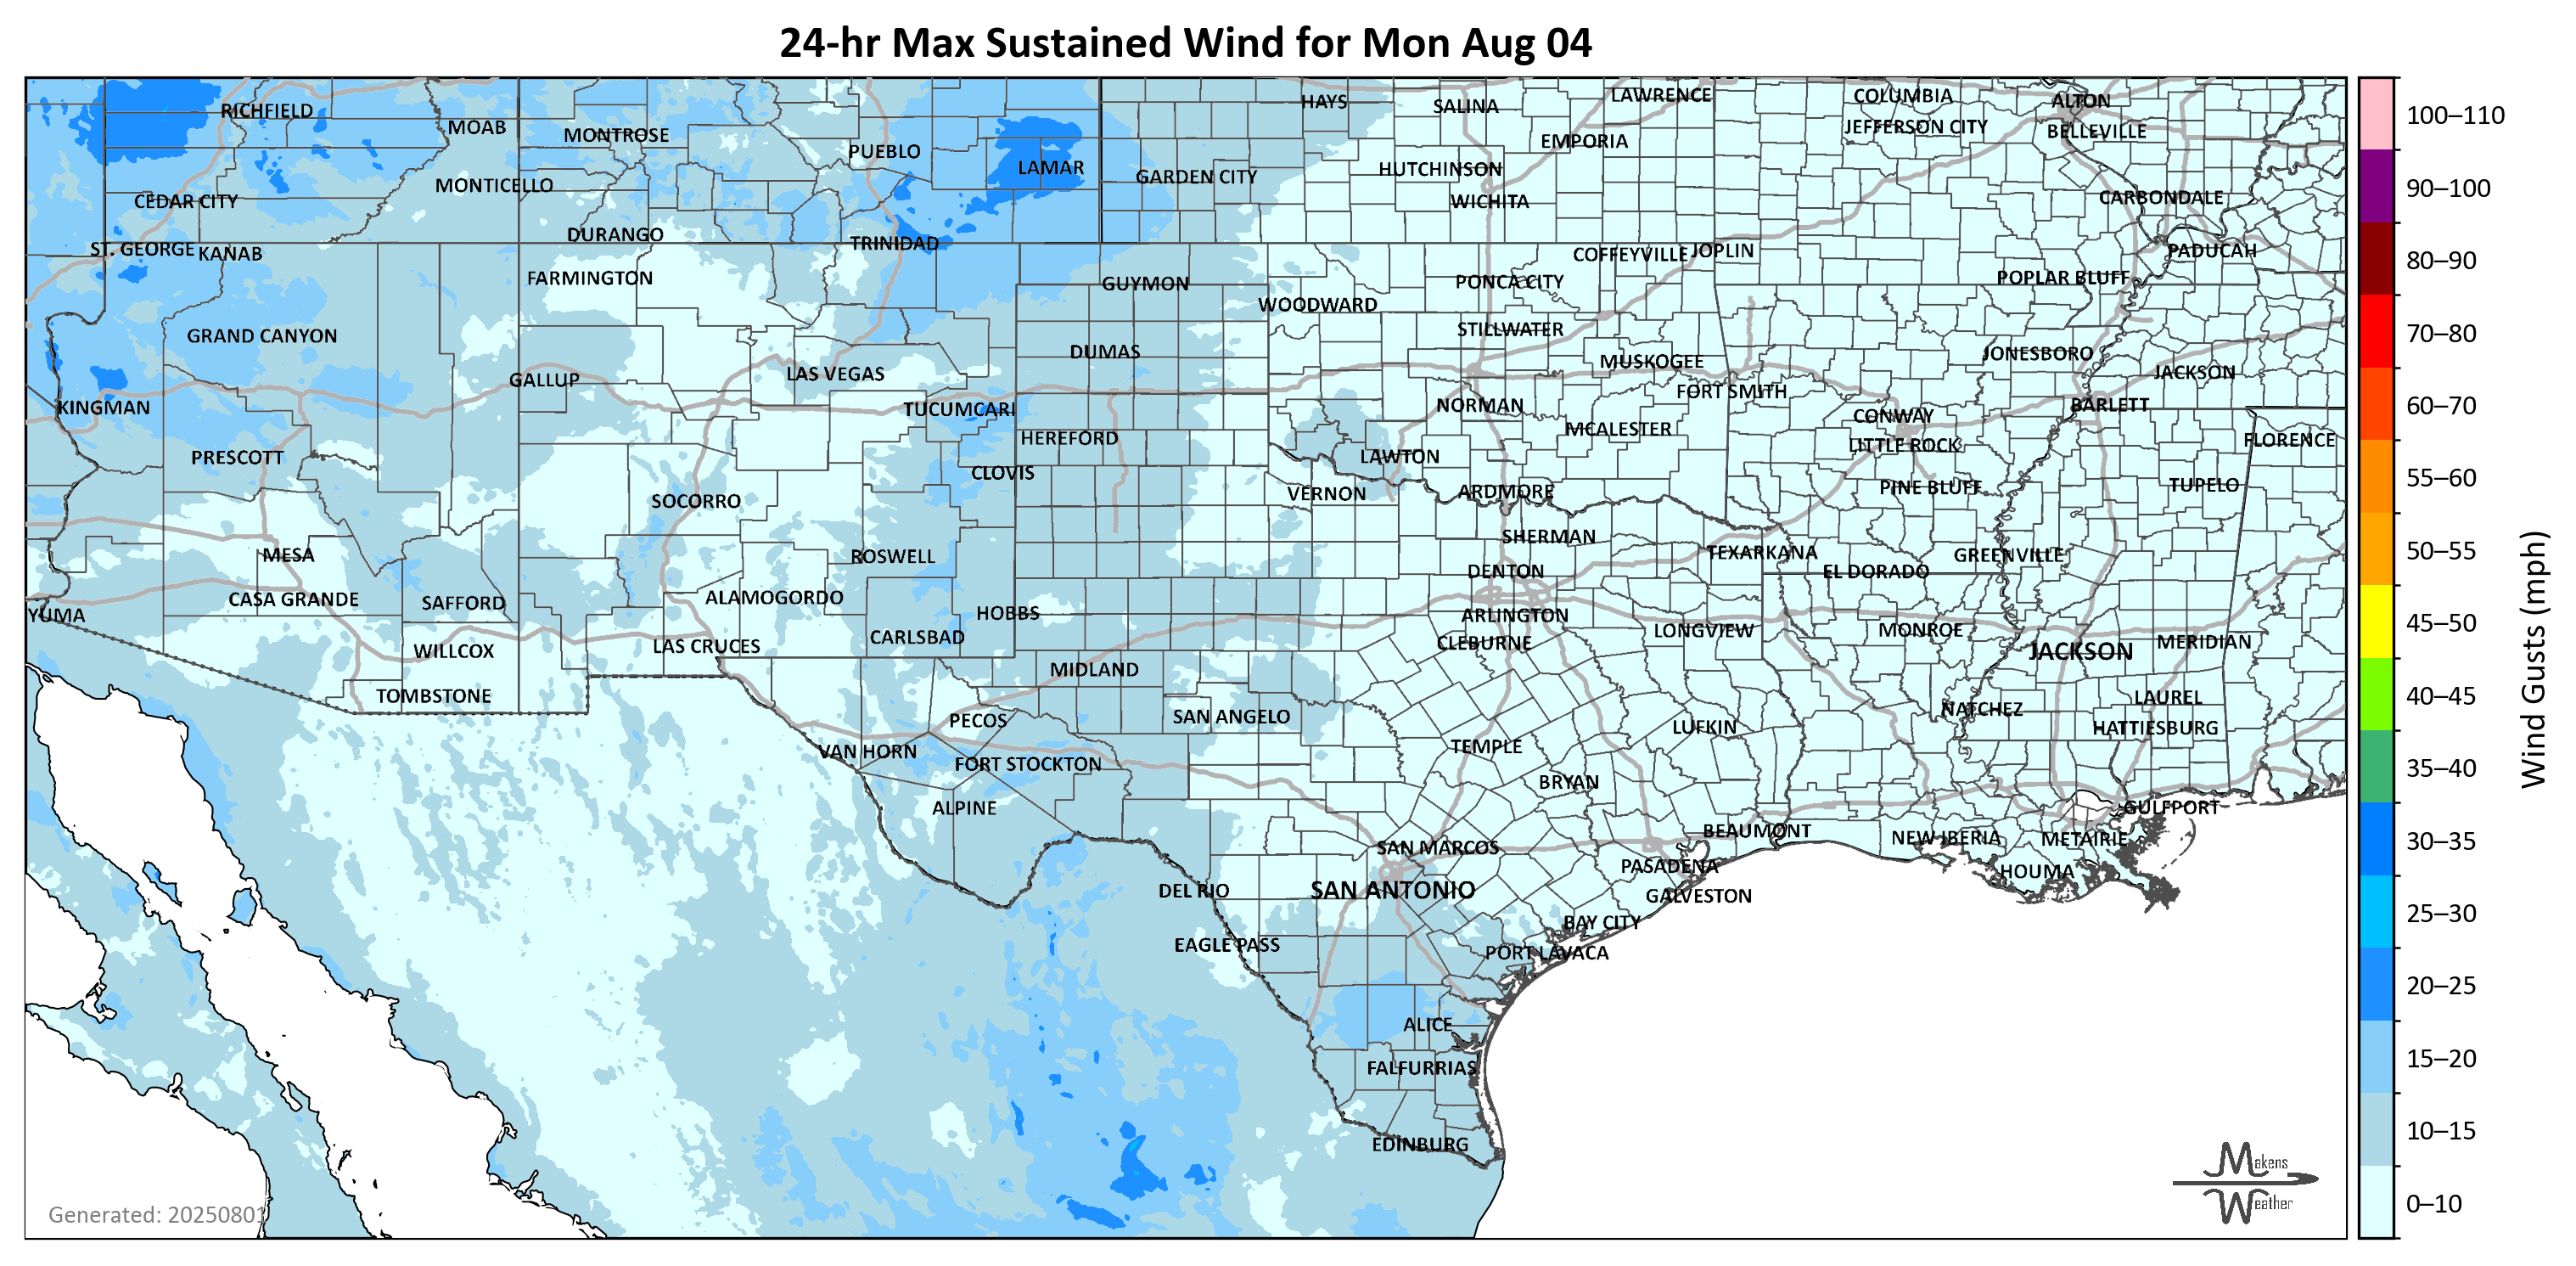 24-hr Max Sustained Wind for Mon Aug 04
RICHFIELD
MOAB
MONTROSE
PUEBLO
LAMAR
HAYS
SALINA
LAWRENCE
COLUMBIA
ALTON
EMPORIA
JEFFERSON CITY
BELLEVILLE
MONTICELLO
GARDEN CITY
HUTCHINSON
WICHITA
CARBONDALE
CEDAR CITY
DURANGO
TRINIDAD
ST. GEORGE
KANAB
COFFEYVILLE
JOPLIN
PADUCAH
FARMINGTON
GUYMON
PONCA CITY
POPLAR BLUFF
WOODWARD
STILLWATER
GRAND CANYON
DUMAS
MUSKOGEE
JONESBORO
GALLUP
LAS VEGAS
FORT SMITH
JACKSON
KINGMAN
TUCUMCARI
NORMAN
CONWAY
BARLETT
HEREFORD
MCALESTER
LITTLE ROCK
FLORENCE
PRESCOTT
CLOVIS
LAWTON
SOCORRO
VERNON
ARDMORE
PINE BLUFF
TUPELO
MESA
ROSWELL
SHERMAN
TEXARKANA
GREENVILLE
DENTON
EL DORADO
YUMA
CASA GRANDE
SAFFORD
ALAMOGORDO
HOBBS
ARLINGTON
WILLCOX
LAS CRUCES
CARLSBAD
CLEBURNE
LONGVIEW
MONROE
JACKSON
MERIDIAN
MIDLAND
TOMBSTONE
PECOS
SAN ANGELO
LUFKIN
NATCHEZ
LAUREL
HATTIESBURG
VAN HORN
FORT STOCKTON
TEMPLE
BRYAN
ALPINE
GULFPORT
SAN MARCOS
BEAUMONT
NEW IBERIA
METAIRIE
PASADENA
HOUMA
DEL RIO
SAN ANTONIO
GALVESTON
BAY CITY
EAGLE PASS
PORT LAVACA
ALICE
FALFURRIAS
EDINBURG
Generated: 20250801
Makens
Weather
100–110
90–100
80–90
70–80
60–70
55–60
50–55
45–50
40–45
35–40
30–35
25–30
20–25
15–20
10–15
0–10
Wind Gusts (mph)